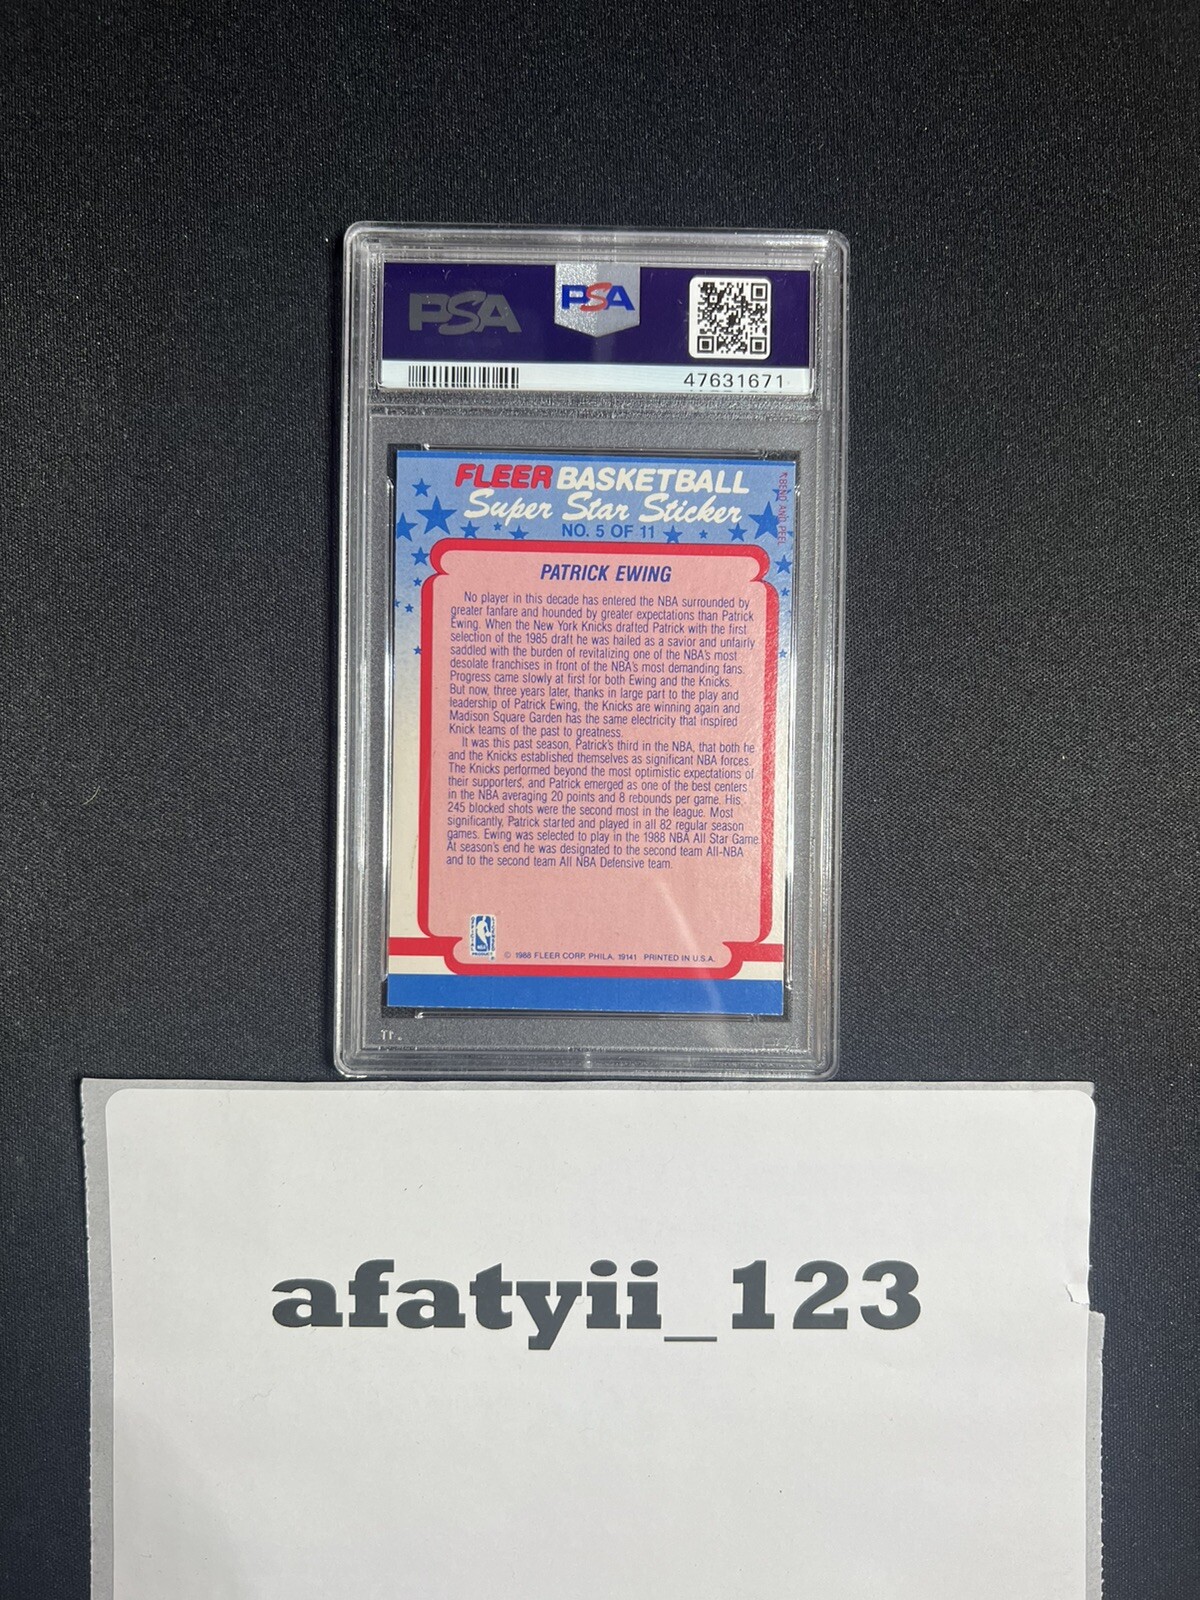 PSA
PSA
47631671
FLEER BASKETBALL
Super Star Sticker
NO. 5 OF 11
BEND AND PEEL
PATRICK EWING
No player in this decade has entered the NBA surrounded by
greater fanfare and hounded by greater expectations than Patrick
Ewing. When the New York Knicks drafted Patrick with the first
selection of the 1985 draft he was hailed as a savior and unfairly
saddled with the burden of revitalizing one of the NBA's most
desolate franchises in front of the NBA's most demanding fans.
Progress came slowly at first for both Ewing and the Knicks.
But now, three years later, thanks in large part to the play and
leadership of Patrick Ewing, the Knicks are winning again and
Madison Square Garden has the same electricity that inspired
Knick teams of the past to greatness.
It was this past season, Patrick's third in the NBA, that both he
and the Knicks established themselves as significant NBA forces.
The Knicks performed beyond the most optimistic expectations of
their supporters, and Patrick emerged as one of the best centers
in the NBA averaging 20 points and 8 rebounds per game. His
245 blocked shots were the second most in the league. Most
significantly, Patrick started and played in all 82 regular season
games. Ewing was selected to play in the 1988 NBA All Star Game.
At season's end he was designated to the second team All-NBA
and to the second team All NBA Defensive team.
NBA
PRODUCT
© 1988 FLEER CORP. PHILA. 19141 PRINTED IN U.S.A.
afatyii_123